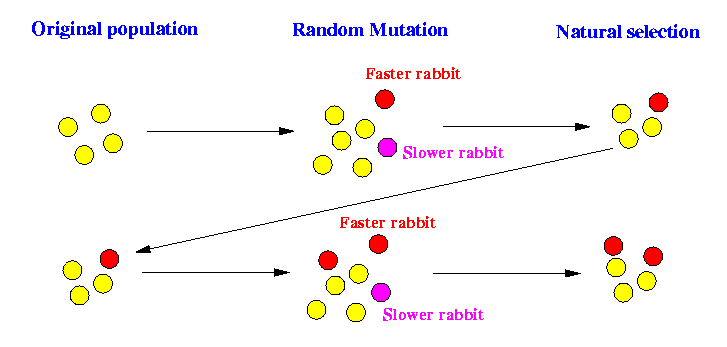 Original population
Random Mutation
Natural selection
Faster rabbit
Slower rabbit
Faster rabbit
Slower rabbit